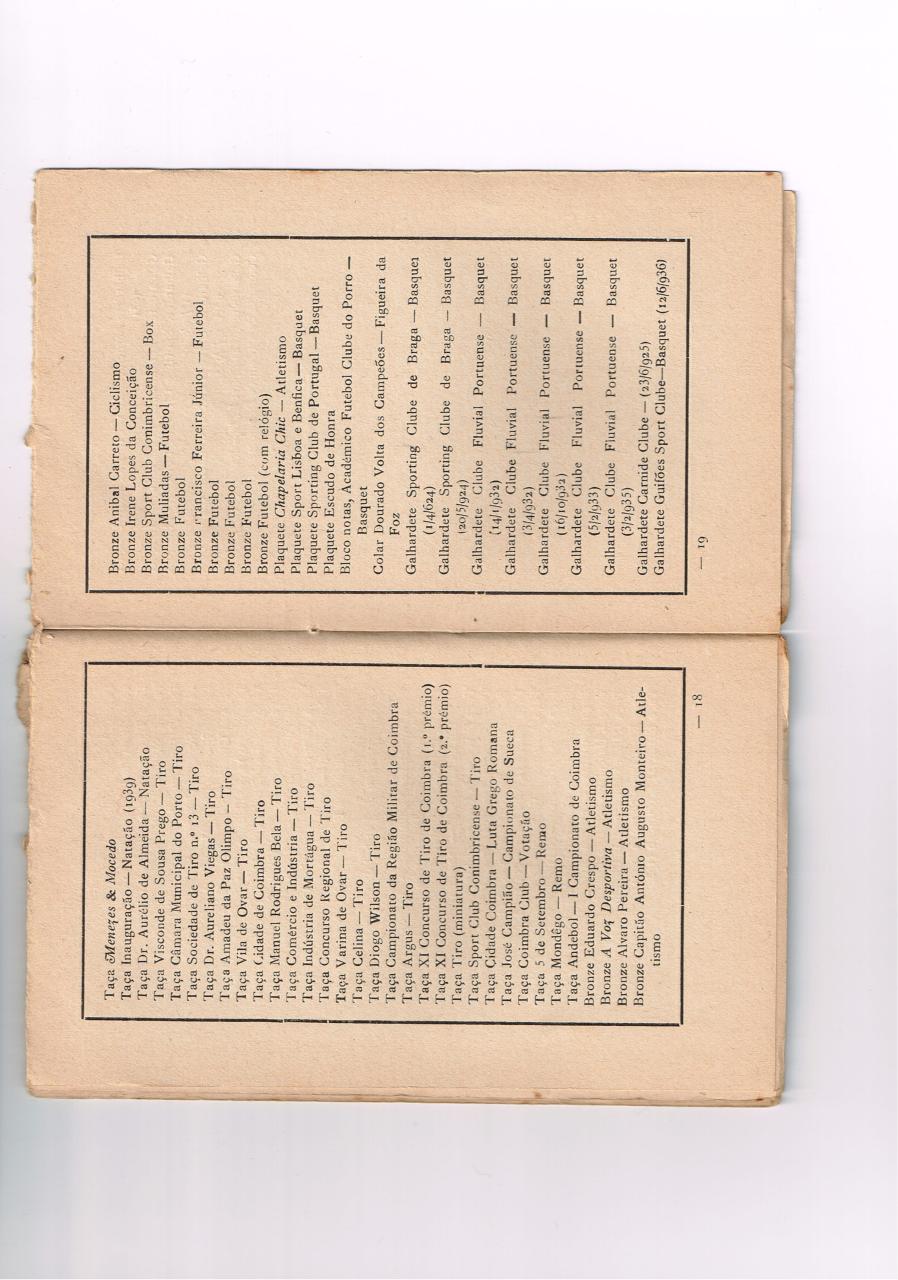 Taça Menezes & Mocedo
Taça Inauguração — Natação (1939)
Taça Dr. Aurélio de Almeida — Natação
Taça Visconde de Sousa Prego — Tiro
Taça Câmara Municipal do Porto — Tiro
Taça Sociedade de Tiro n.º 13 — Tiro
Taça Dr. Aureliano Viegas — Tiro
Taça Amadeu da Paz Olimpo — Tiro
Taça Vila de Ovar — Tiro
Taça Cidade de Coimbra — Tiro
Taça Manuel Rodrigues Bela — Tiro
Taça Comércio e Indústria — Tiro
Taça Indústria de Mortágua — Tiro
Taça Concurso Regional de Tiro
Taça Varina de Ovar — Tiro
Taça Celina — Tiro
Taça Diogo Wilson — Tiro
Taça Campionato da Região Militar de Coimbra
Taça Argus — Tiro
Taça XI Concurso de Tiro de Coimbra (1.º prémio)
Taça XI Concurso de Tiro de Coimbra (2.º prémio)
Taça Tiro (miniatura)
Taça Sport Club Conimbricense — Tiro
Taça Cidade Coimbra — Luta Grego Romana
Taça José Campião — Campionato de Sueca
Taça Coimbra Club — Votação
Taça 5 de Setembro — Remo
Taça Mondêgo — Remo
Taça Andebol — I Campionato de Coimbra
Bronze Eduardo Crespo — Atletismo
Bronze A Voz Desportiva — Atletismo
Bronze Alvaro Pereira — Atletismo
Bronze Capitão António Augusto Monteiro — Atle-
tismo
— 18
Bronze Anibal Carreto — Ciclismo
Bronze Irene Lopes da Conceição
Bronze Sport Club Conimbricense — Box
Bronze Muliadas — Futebol
Bronze Futebol
Bronze Francisco Ferreira Júnior — Futebol
Bronze Futebol
Bronze Futebol
Bronze Futebol
Bronze Futebol (com relógio)
Plaquete Chapelaria Chic — Atletismo
Plaquete Sport Lisboa e Benfica — Basquet
Plaquete Sporting Club de Portugal — Basquet
Plaquete Escudo de Honra
Bloco notas, Académico Futebol Clube do Porro —
Basquet
Colar Dourado Volta dos Campeões — Figueira da
Foz
Galhardete Sporting Clube de Braga — Basquet
(1/4/624)
Galhardete Sporting Clube de Braga — Basquet
(20/5/924)
Galhardete Clube Fluvial Portuense — Basquet
(14/1/932)
Galhardete Clube Fluvial Portuense — Basquet
(3/4/932)
Galhardete Clube Fluvial Portuense — Basquet
(16/10/932)
Galhardete Clube Fluvial Portuense — Basquet
(5/2/933)
Galhardete Clube Fluvial Portuense — Basquet
(3/2/935)
Galhardete Carnide Clube — (23/6/925)
Galhardete Guifões Sport Clube—Basquet (12/6/936)
— 19